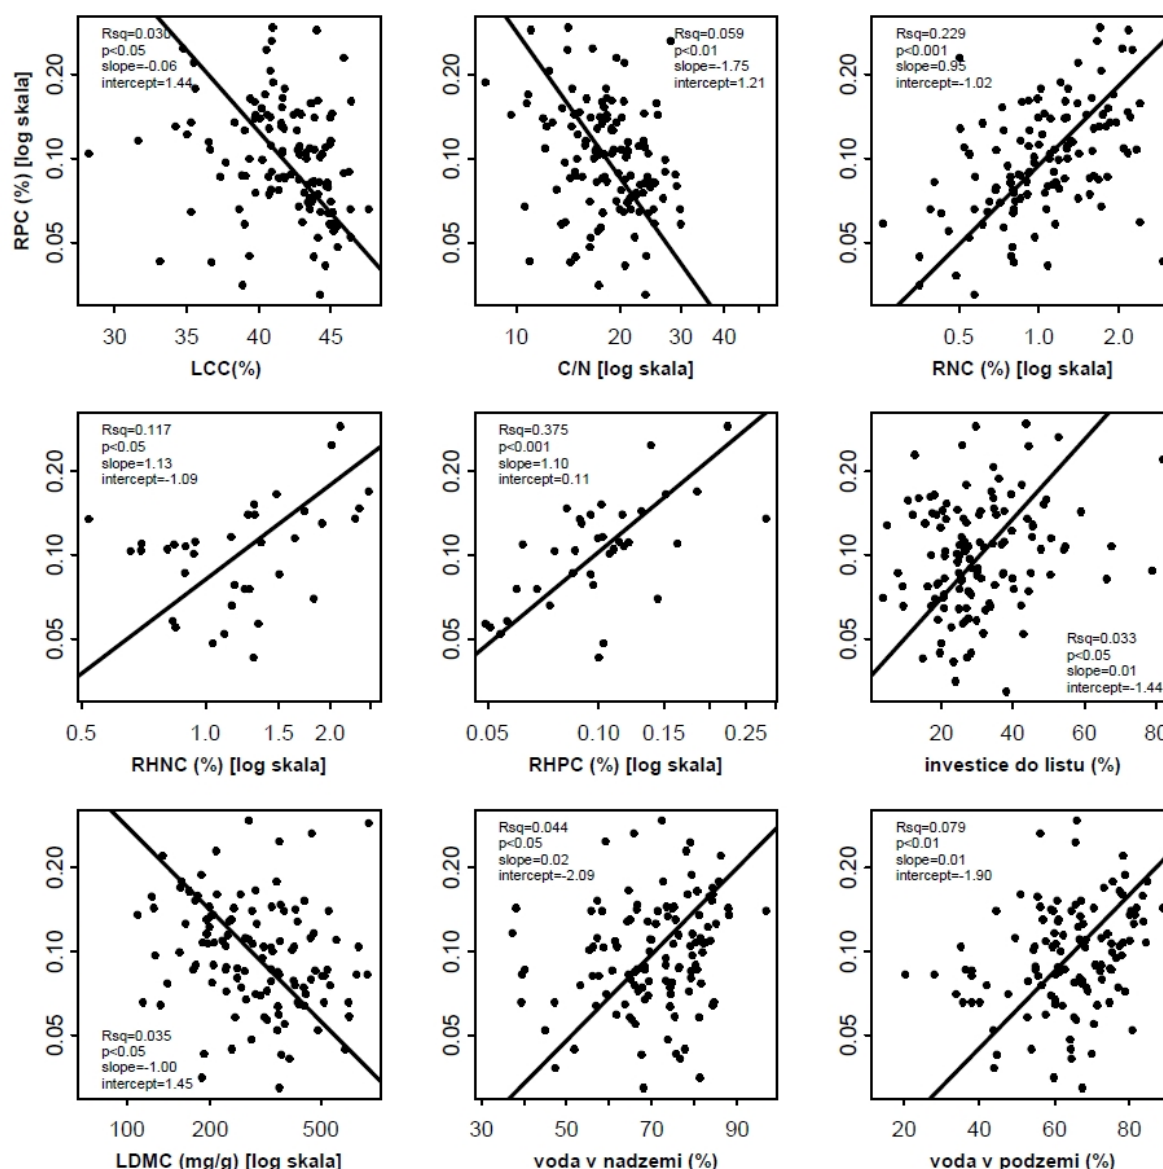 Rsq=0.030
p<0.05
slope=-0.06
intercept=1.44
RPC (%) [log skala]
0.20
0.10
0.05
30
35
40
45
LCC(%)
Rsq=0.059
p<0.01
slope=-1.75
intercept=1.21
0.20
0.10
0.05
10
20
30
40
C/N [log skala]
Rsq=0.229
p<0.001
slope=0.95
intercept=-1.02
0.20
0.10
0.05
0.5
1.0
2.0
RNC (%) [log skala]
Rsq=0.117
p<0.05
slope=1.13
intercept=-1.09
0.20
0.10
0.05
0.5
1.0
1.5
2.0
RHNC (%) [log skala]
Rsq=0.375
p<0.001
slope=1.10
intercept=0.11
0.20
0.10
0.05
0.05
0.10
0.15
0.25
RHPC (%) [log skala]
0.20
0.10
0.05
Rsq=0.033
p<0.05
slope=0.01
intercept=-1.44
20
40
60
80
investice do listu (%)
0.20
0.10
0.05
Rsq=0.035
p<0.05
slope=-1.00
intercept=1.45
100
200
500
LDMC (mg/g) [log skala]
Rsq=0.044
p<0.05
slope=0.02
intercept=-2.09
0.20
0.10
0.05
30
50
70
90
voda v nadzemi (%)
Rsq=0.079
p<0.01
slope=0.01
intercept=-1.90
0.20
0.10
0.05
20
40
60
80
voda v podzemi (%)